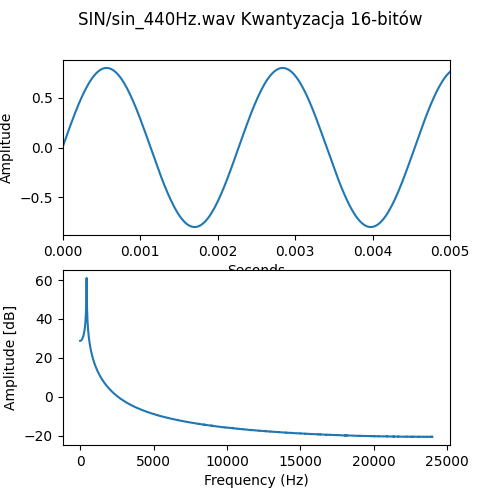 SIN/sin_440Hz.wav Kwantyzacja 16-bitów
Amplitude
0.5
0.0
−0.5
0.000 0.001 0.002 0.003 0.004 0.005
Seconds
Amplitude [dB]
60
40
20
0
−20
0 5000 10000 15000 20000 25000
Frequency (Hz)